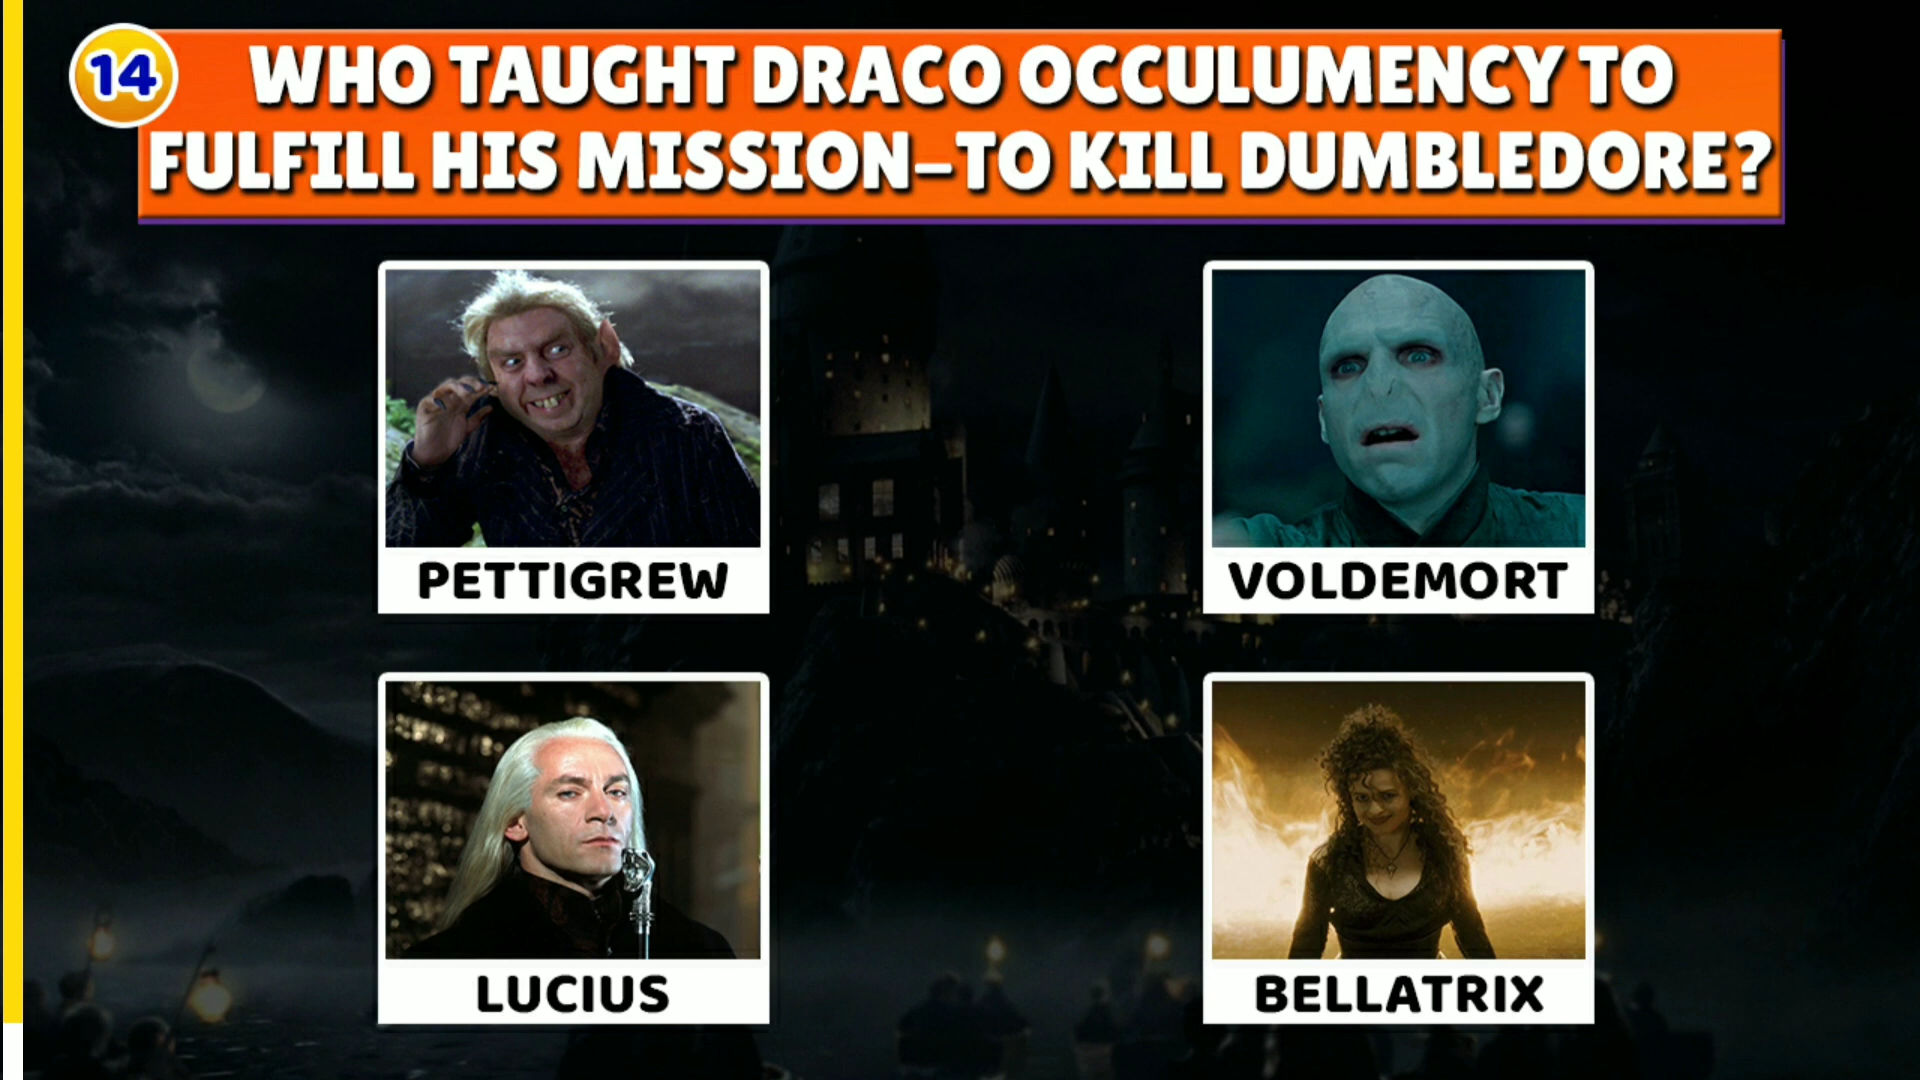 14
WHO TAUGHT DRACO OCCULUMENCY TO
FULFILL HIS MISSION–TO KILL DUMBLEDORE?
PETTIGREW
VOLDEMORT
LUCIUS
BELLATRIX